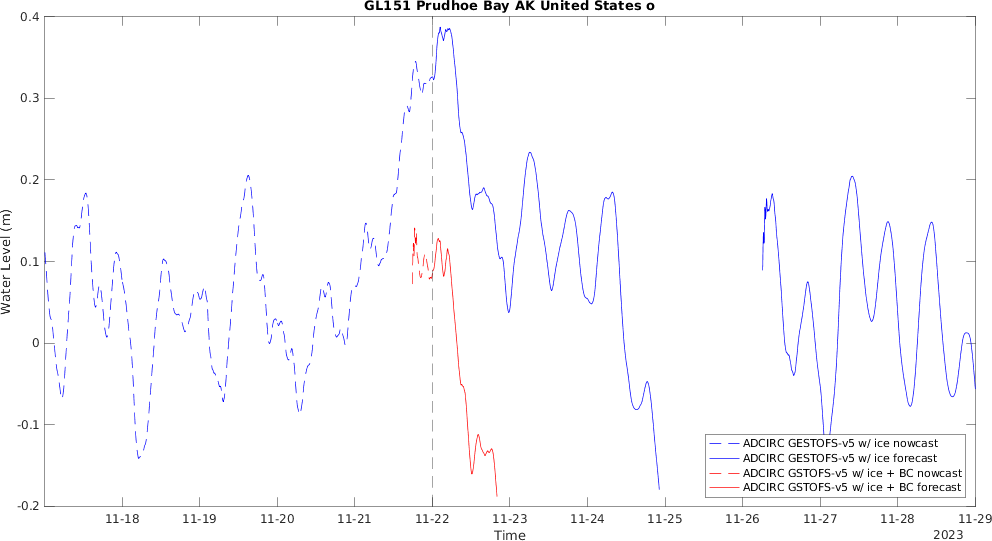 GL151 Prudhoe Bay AK United States o
0.4
0.3
0.2
0.1
0
-0.1
-0.2
Water Level (m)
11-18
11-19
11-20
11-21
11-22
11-23
11-24
11-25
11-26
11-27
11-28
11-29
Time
2023
ADCIRC GESTOFS-v5 w/ ice nowcast
ADCIRC GESTOFS-v5 w/ ice forecast
ADCIRC GSTOFS-v5 w/ ice + BC nowcast
ADCIRC GSTOFS-v5 w/ ice + BC forecast